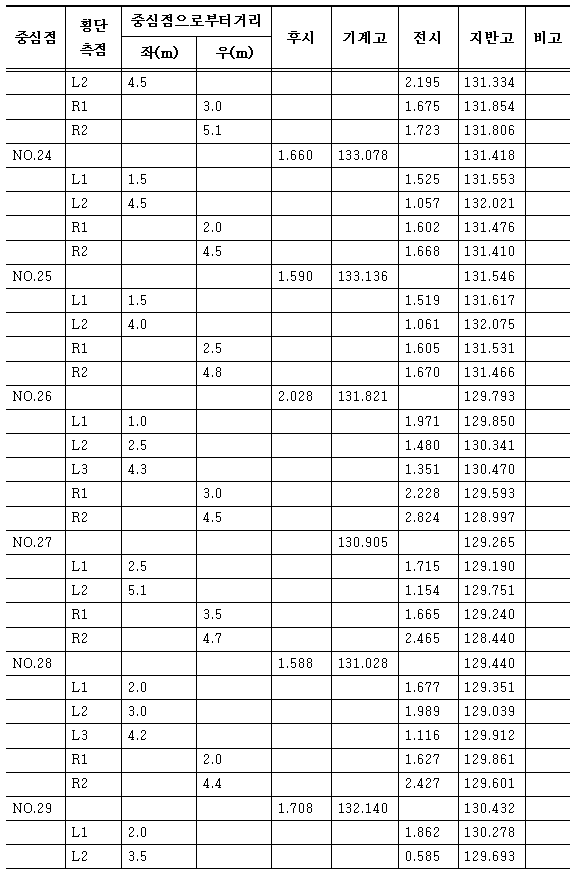 중심점 횡단측점 중심점으로부터거리 후시 기계고 전시 지반고 비고
좌(m) 우(m)
L2 4.5 2.195 131.334
R1 3.0 1.675 131.854
R2 5.1 1.723 131.806
NO.24 1.660 133.078 131.418
L1 1.5 1.525 131.553
L2 4.5 1.057 132.021
R1 2.0 1.602 131.476
R2 4.5 1.668 131.410
NO.25 1.590 133.136 131.546
L1 1.5 1.519 131.617
L2 4.0 1.061 132.075
R1 2.5 1.605 131.531
R2 4.8 1.670 131.466
NO.26 2.028 131.821 129.793
L1 1.0 1.971 129.850
L2 2.5 1.480 130.341
L3 4.3 1.351 130.470
R1 3.0 2.228 129.593
R2 4.5 2.824 128.997
NO.27 130.905 129.265
L1 2.5 1.715 129.190
L2 5.1 1.154 129.751
R1 3.5 1.665 129.240
R2 4.7 2.465 128.440
NO.28 1.588 131.028 129.440
L1 2.0 1.677 129.351
L2 3.0 1.989 129.039
L3 4.2 1.116 129.912
R1 2.0 1.627 129.861
R2 4.4 2.427 129.601
NO.29 1.708 132.140 130.432
L1 2.0 1.862 130.278
L2 3.5 0.585 129.693